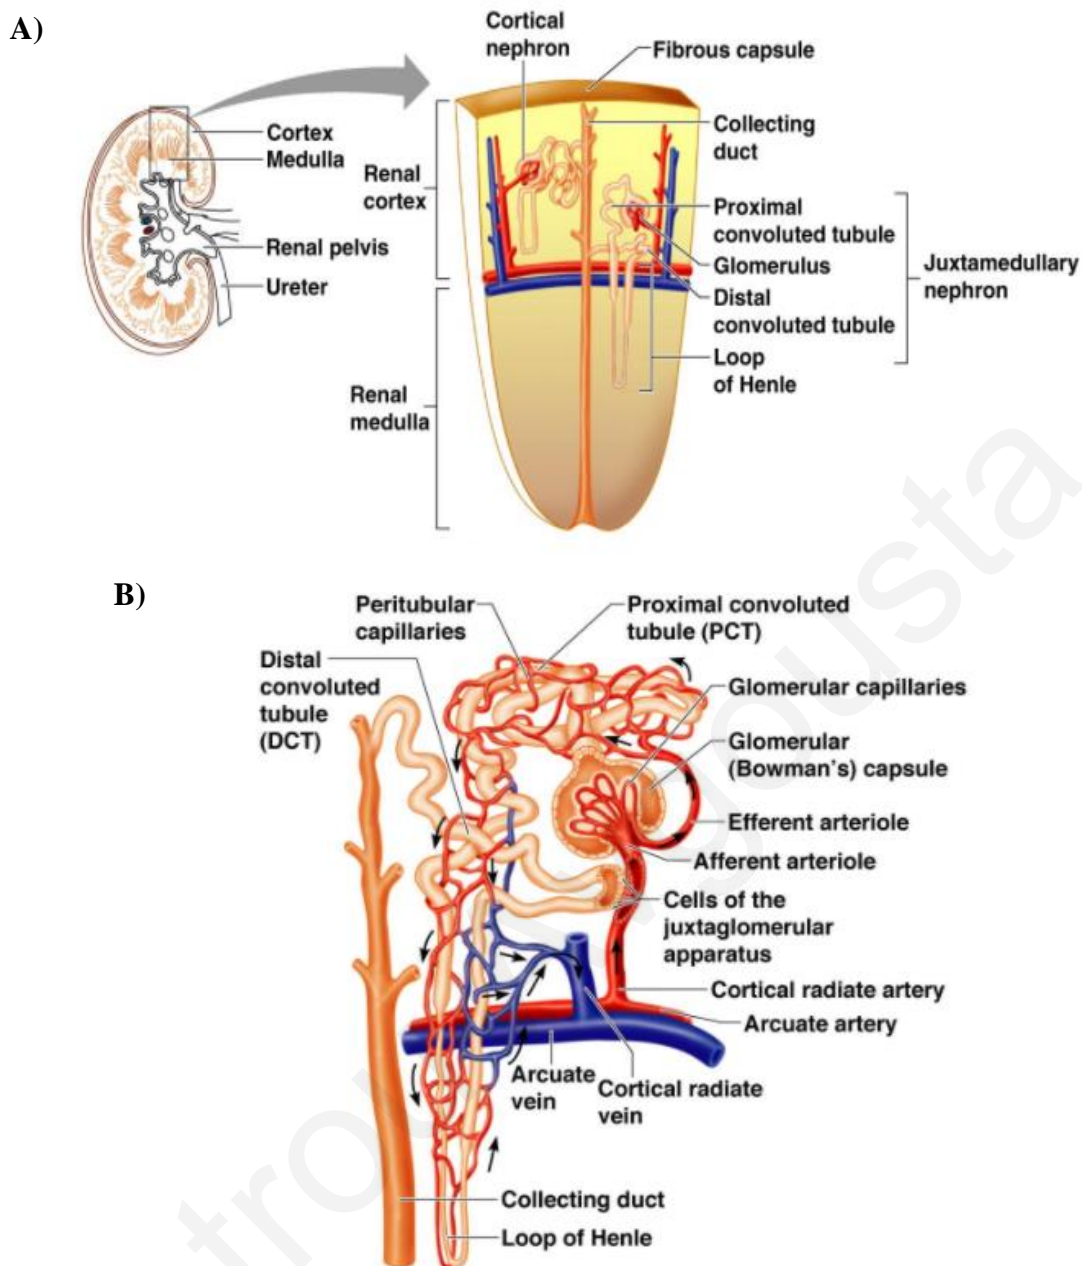 A)
Cortical
nephron
Fibrous capsule
Cortex
Medulla
Renal pelvis
Ureter
Renal
cortex
Renal
medulla
Collecting
duct
Proximal
convoluted tubule
Glomerulus
Distal
convoluted tubule
Loop
of Henle
Juxtamedullary
nephron
B)
Peritubular
capillaries
Proximal convoluted
tubule (PCT)
Distal
convoluted
tubule
(DCT)
Glomerular capillaries
Glomerular
(Bowman's) capsule
Efferent arteriole
Afferent arteriole
Cells of the
juxtaglomerular
apparatus
Cortical radiate artery
Arcuate artery
Arcuate
vein
Cortical radiate
vein
Collecting duct
Loop of Henle